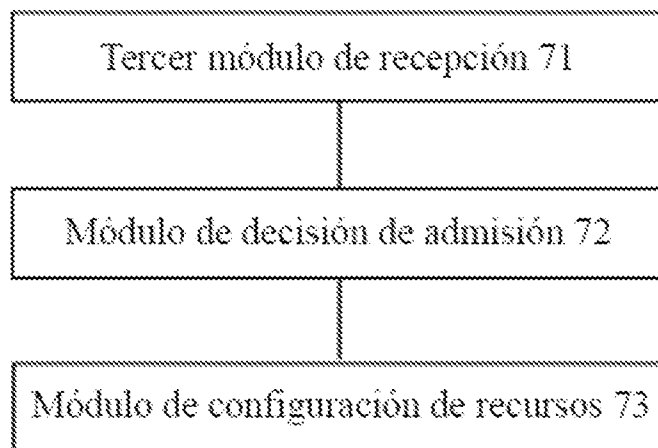 Tercer módulo de recepción 71
Módulo de decisión de admisión 72
Módulo de configuración de recursos 73